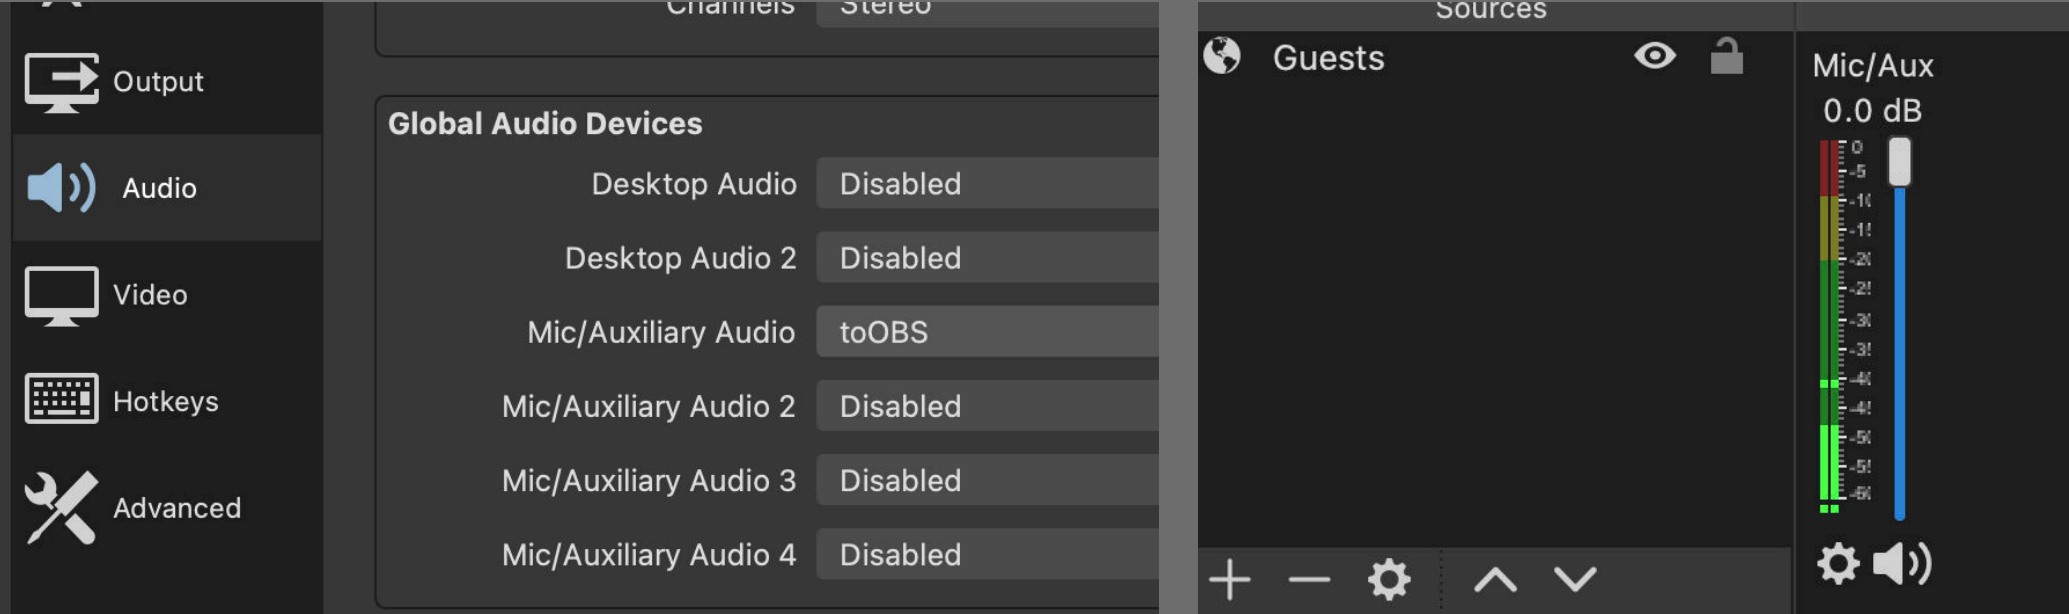 Channels Stereo
Output
Audio
Video
Hotkeys
Advanced
Global Audio Devices
Desktop Audio Disabled
Desktop Audio 2 Disabled
Mic/Auxiliary Audio toOBS
Mic/Auxiliary Audio 2 Disabled
Mic/Auxiliary Audio 3 Disabled
Mic/Auxiliary Audio 4 Disabled
Sources
Guests
Mic/Aux
0.0 dB
0
-5